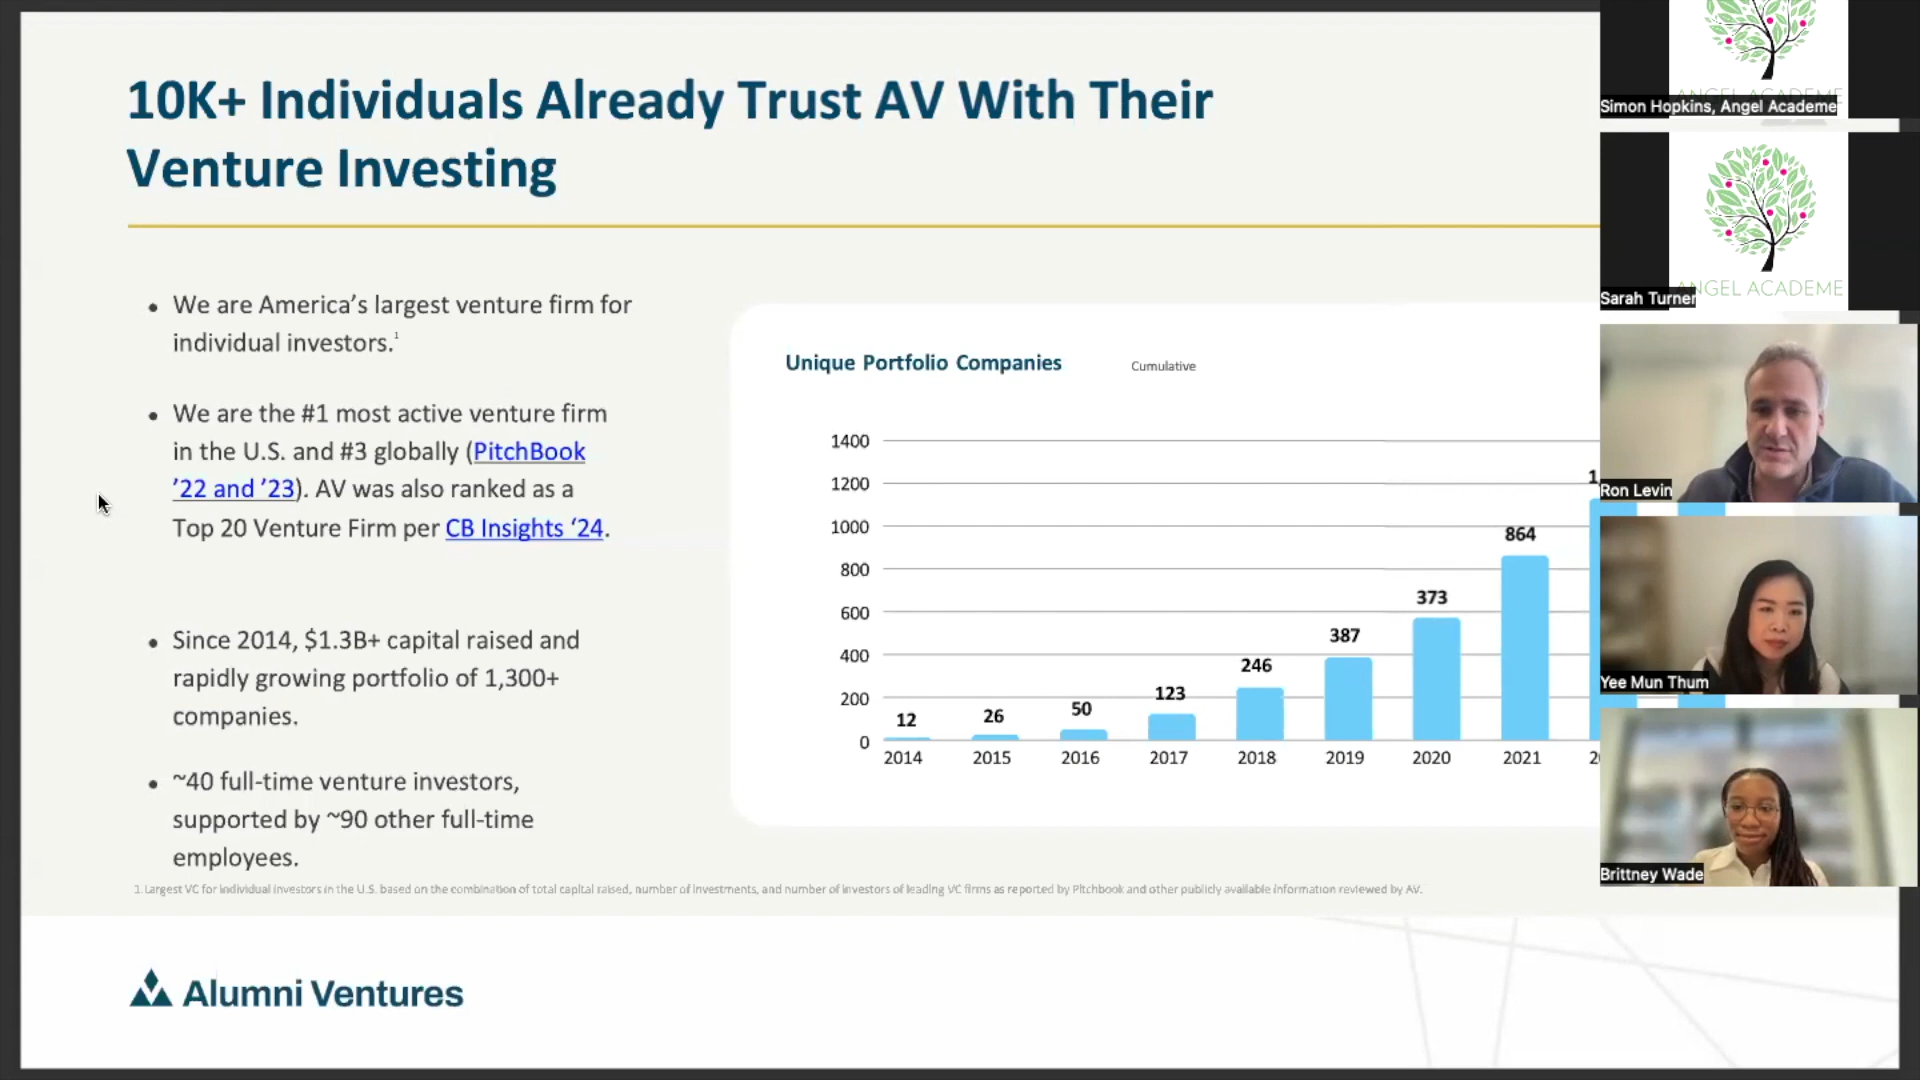 10K+ Individuals Already Trust AV With Their
Venture Investing
• We are America's largest venture firm for
individual investors.¹
• We are the #1 most active venture firm
in the U.S. and #3 globally (PitchBook
'22 and '23). AV was also ranked as a
Top 20 Venture Firm per CB Insights '24.
• Since 2014, $1.3B+ capital raised and
rapidly growing portfolio of 1,300+
companies.
• ~40 full-time venture investors,
supported by ~90 other full-time
employees.
Unique Portfolio Companies
Cumulative
1400
1200
1000
800
600
400
200
0
12
26
50
123
246
387
373
864
2014
2015
2016
2017
2018
2019
2020
2021
1. Largest VC for individual investors in the U.S. based on the combination of total capital raised, number of investments, and number of investors of leading VC firms as reported by Pitchbook and other publicly available information reviewed by AV.
Alumni Ventures
ANGEL ACADEME
Simon Hopkins, Angel Academe
ANGEL ACADEME
Sarah Turner
Ron Levin
Yee Mun Thum
Brittney Wade